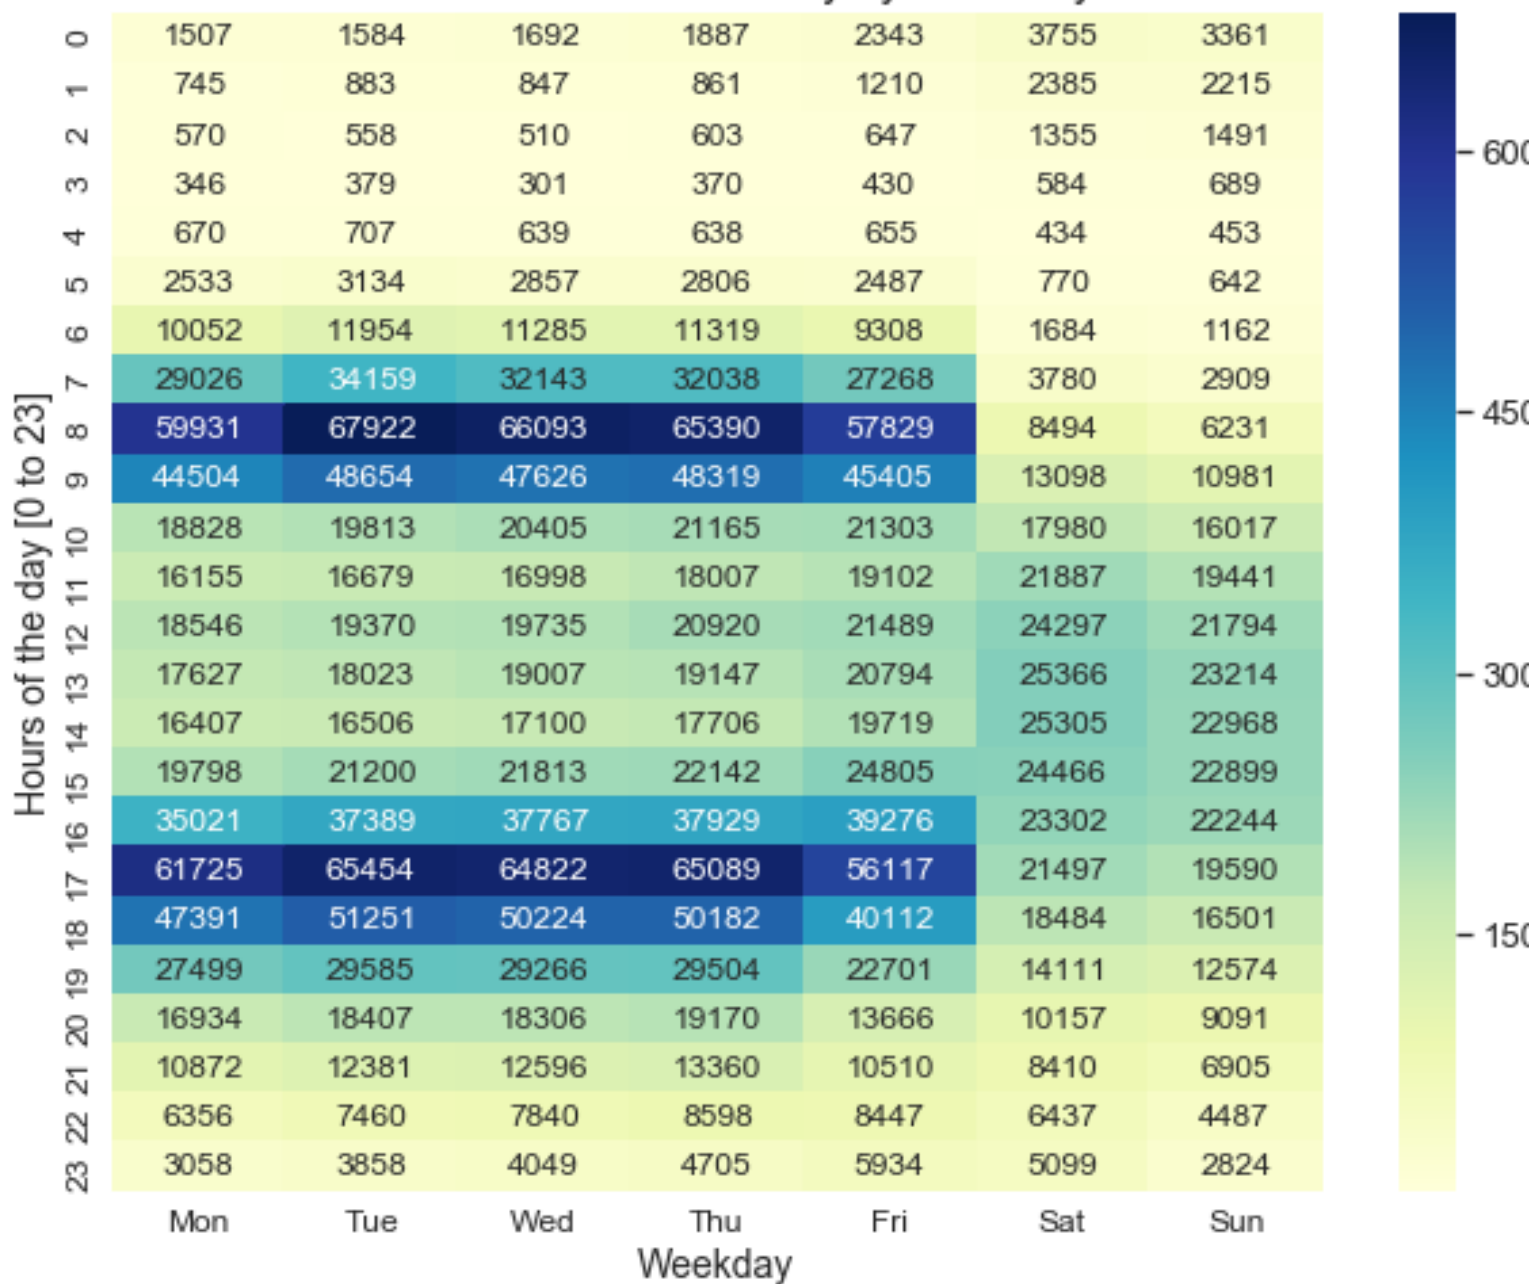 0 1507 1584 1692 1887 2343 3755 3361
1 745 883 847 861 1210 2385 2215
2 570 558 510 603 647 1355 1491
3 346 379 301 370 430 584 689
4 670 707 639 638 655 434 453
5 2533 3134 2857 2806 2487 770 642
6 10052 11954 11285 11319 9308 1684 1162
7 29026 34159 32143 32038 27268 3780 2909
8 59931 67922 66093 65390 57829 8494 6231
9 44504 48654 47626 48319 45405 13098 10981
10 18828 19813 20405 21165 21303 17980 16017
11 16155 16679 16998 18007 19102 21887 19441
12 18546 19370 19735 20920 21489 24297 21794
13 17627 18023 19007 19147 20794 25366 23214
14 16407 16506 17100 17706 19719 25305 22968
15 19798 21200 21813 22142 24805 24466 22899
16 35021 37389 37767 37929 39276 23302 22244
17 61725 65454 64822 65089 56117 21497 19590
18 47391 51251 50224 50182 40112 18484 16501
19 27499 29585 29266 29504 22701 14111 12574
20 16934 18407 18306 19170 13666 10157 9091
21 10872 12381 12596 13360 10510 8410 6905
22 6356 7460 7840 8598 8447 6437 4487
23 3058 3858 4049 4705 5934 5099 2824
Mon Tue Wed Thu Fri Sat Sun
Weekday
Hours of the day [0 to 23]